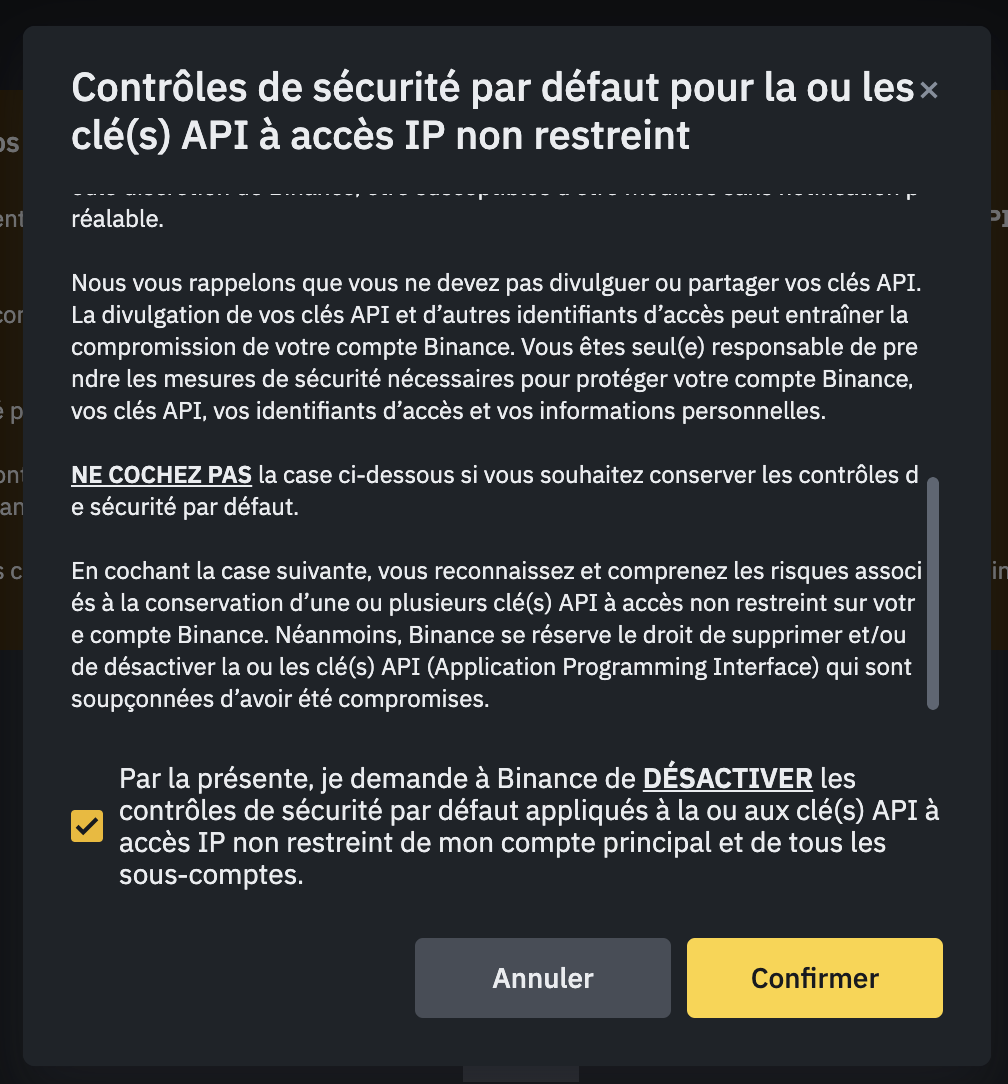 Contrôles de sécurité par défaut pour la ou les
clé(s) API à accès IP non restreint
réalable.
Nous vous rappelons que vous ne devez pas divulguer ou partager vos clés API.
La divulgation de vos clés API et d’autres identifiants d’accès peut entraîner la
compromission de votre compte Binance. Vous êtes seul(e) responsable de pre
ndre les mesures de sécurité nécessaires pour protéger votre compte Binance,
vos clés API, vos identifiants d’accès et vos informations personnelles.
NE COCHEZ PAS la case ci-dessous si vous souhaitez conserver les contrôles d
e sécurité par défaut.
En cochant la case suivante, vous reconnaissez et comprenez les risques associ
és à la conservation d’une ou plusieurs clé(s) API à accès non restreint sur votr
e compte Binance. Néanmoins, Binance se réserve le droit de supprimer et/ou
de désactiver la ou les clé(s) API (Application Programming Interface) qui sont
soupçonnées d’avoir été compromises.
Par la présente, je demande à Binance de DÉSACTIVER les
contrôles de sécurité par défaut appliqués à la ou aux clé(s) API à
accès IP non restreint de mon compte principal et de tous les
sous-comptes.
Annuler
Confirmer